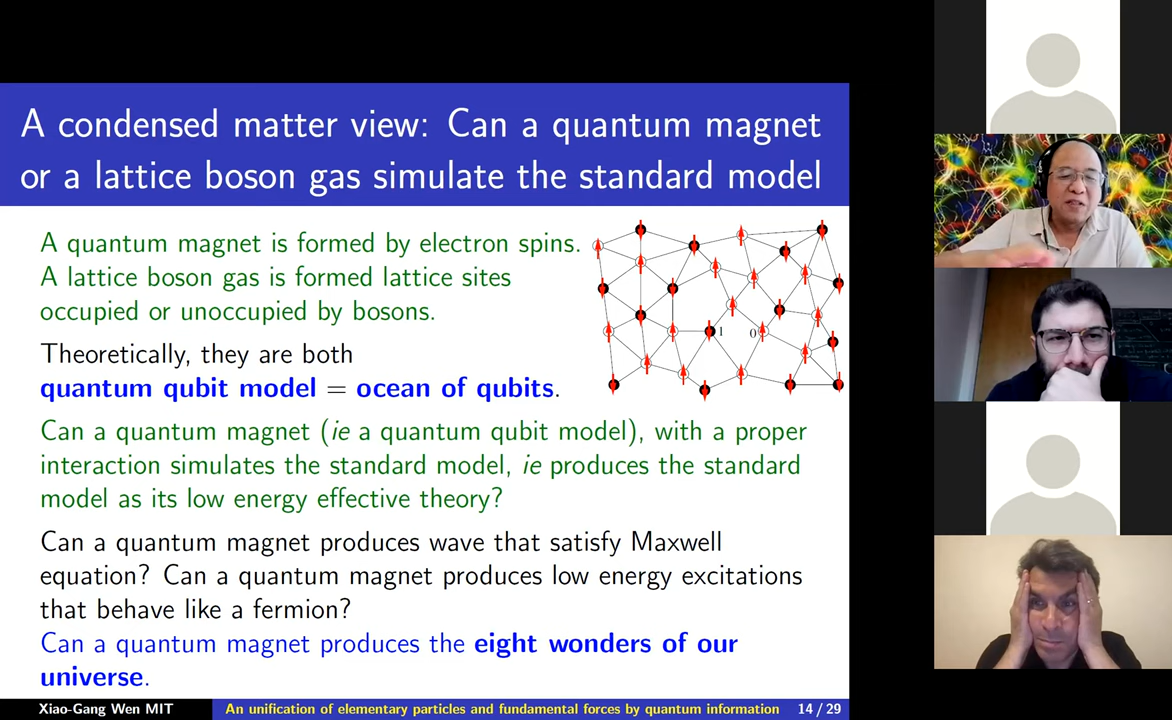 A condensed matter view: Can a quantum magnet
or a lattice boson gas simulate the standard model
A quantum magnet is formed by electron spins.
A lattice boson gas is formed lattice sites
occupied or unoccupied by bosons.
Theoretically, they are both
quantum qubit model = ocean of qubits.
1
0
Can a quantum magnet (ie a quantum qubit model), with a proper
interaction simulates the standard model, ie produces the standard
model as its low energy effective theory?
Can a quantum magnet produces wave that satisfy Maxwell
equation? Can a quantum magnet produces low energy excitations
that behave like a fermion?
Can a quantum magnet produces the eight wonders of our
universe.
Xiao-Gang Wen MIT
An unification of elementary particles and fundamental forces by quantum information
14 / 29